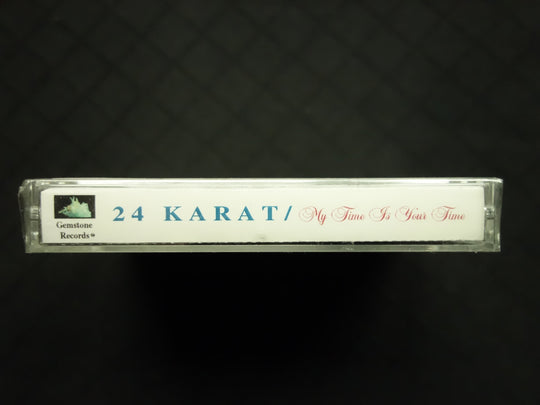 24 KARAT/ My Time Is Your Time
Gemstone
Records®